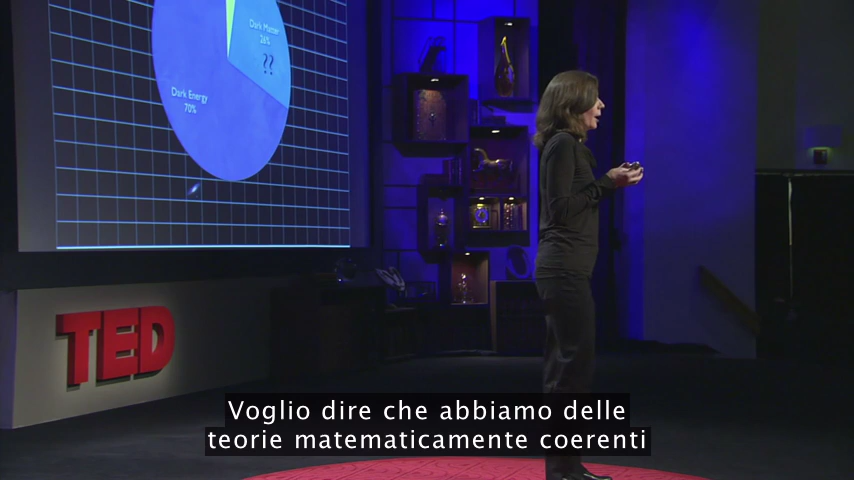 Dark Matter
26%
??
Dark Energy
70%
TED
Voglio dire che abbiamo delle
teorie matematicamente coerenti